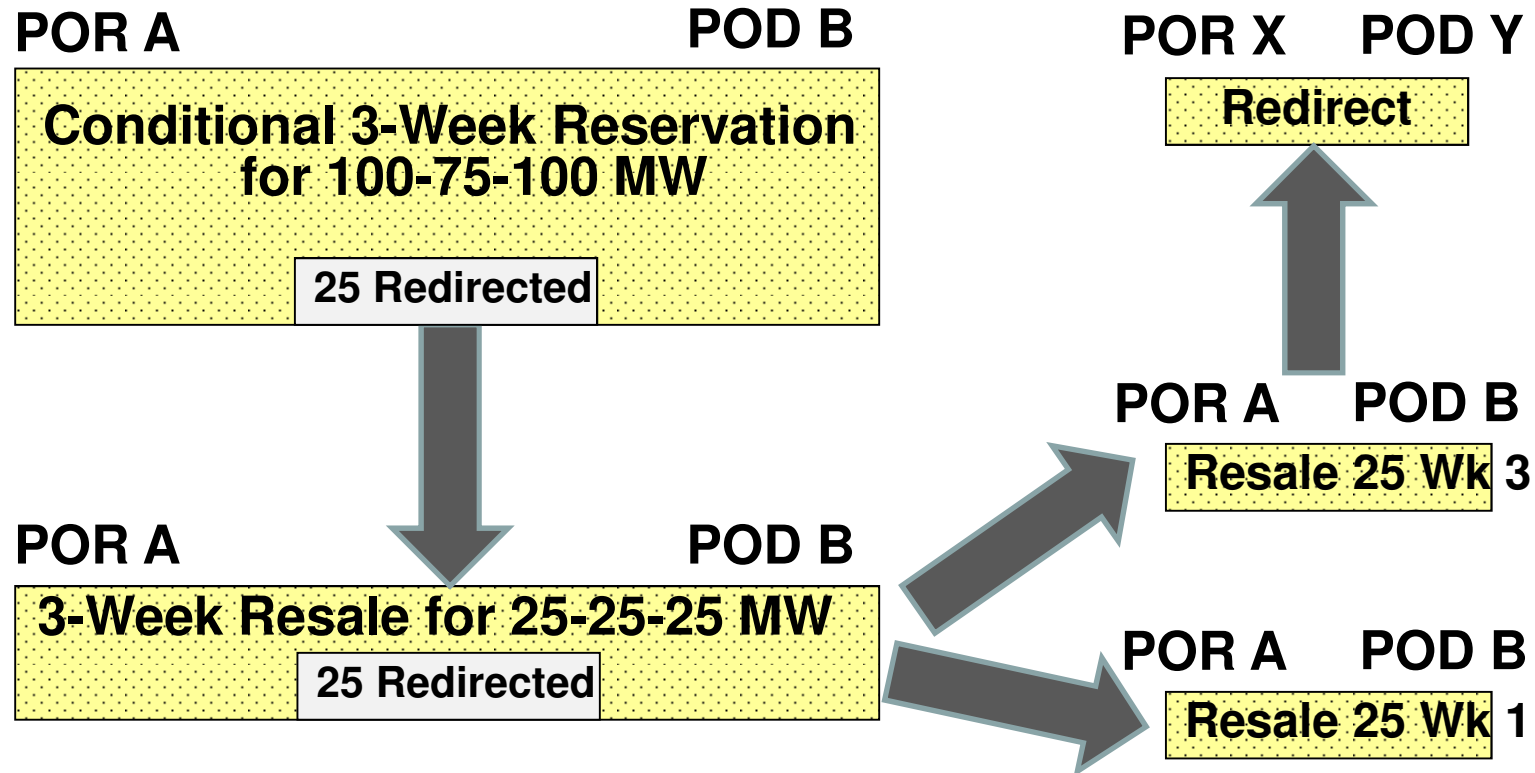 POR A POD B
Conditional 3-Week Reservation
for 100-75-100 MW
25 Redirected
POR A POD B
3-Week Resale for 25-25-25 MW
25 Redirected
POR X POD Y
Redirect
POR A POD B
Resale 25 Wk 3
POR A POD B
Resale 25 Wk 1